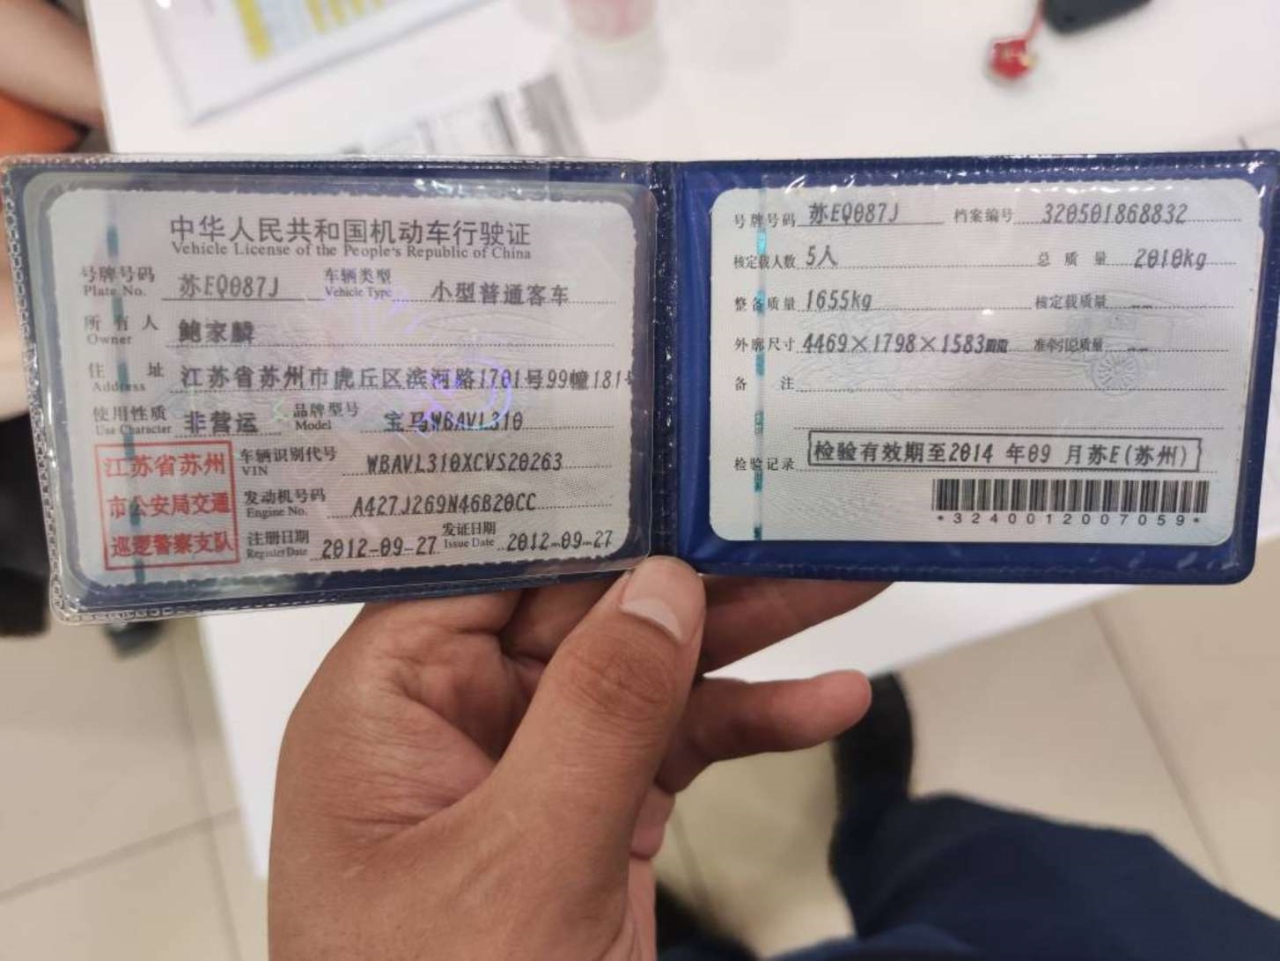 中华人民共和国机动车行驶证
Vehicle License of the People's Republic of China
号牌号码 苏EQ087J 车辆类型 小型普通客车
Plate No. Vehicle Type
所有人 鲍家麟
Owner
住址 江苏省苏州市虎丘区滨河路1701号99幢181
Address
使用性质 非营运 品牌型号 宝马WBAVL310
Use Character Model
江苏省苏州
市公安局交通
巡逻警察支队
车辆识别代号 WBAVL310XCVS20263
VIN
发动机号码 A427J269N46B20CC
Engine No.
注册日期 2012-09-27 发证日期 2012-09-27
Register Date Issue Date
号牌号码 苏EQ087J 档案编号 320501868832
核定载人数 5人 总质量 2010kg
整备质量 1655kg 核定载质量 --
外廓尺寸 4469×1798×1583mm 准牵引总质量 --
备注
检验记录 检验有效期至2014年09月苏E(苏州)
*3240012007059*